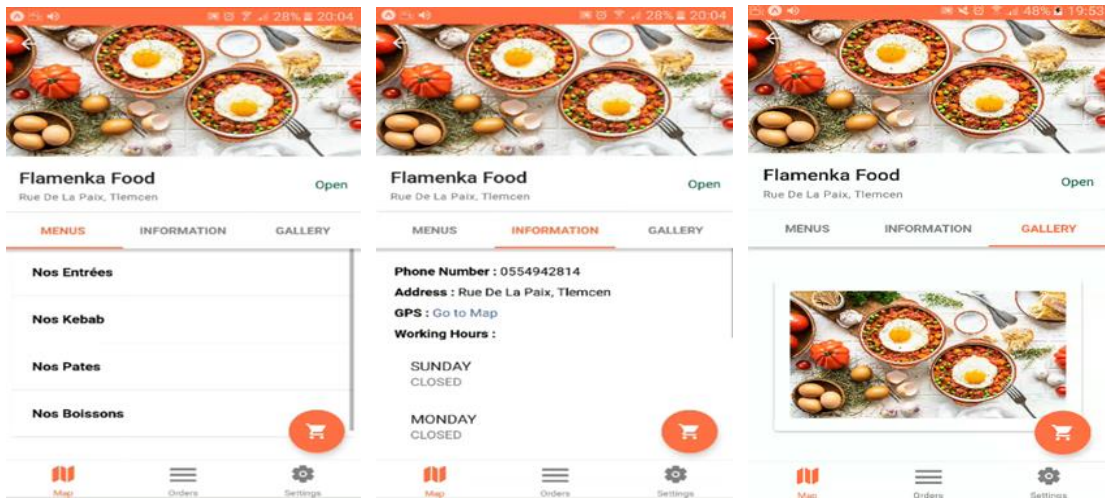 28% 20:04
Flamenka Food
Open
Rue De La Paix, Tlemcen
MENUS INFORMATION GALLERY
Nos Entrées
Nos Kebab
Nos Pates
Nos Boissons
Map Orders Settings
28% 20:04
Flamenka Food
Open
Rue De La Paix, Tlemcen
MENUS INFORMATION GALLERY
Phone Number : 0554942814
Address : Rue De La Paix, Tlemcen
GPS : Go to Map
Working Hours :
SUNDAY
CLOSED
MONDAY
CLOSED
Map Orders Settings
48% 19:53
Flamenka Food
Open
Rue De La Paix, Tlemcen
MENUS INFORMATION GALLERY
Map Orders Settings